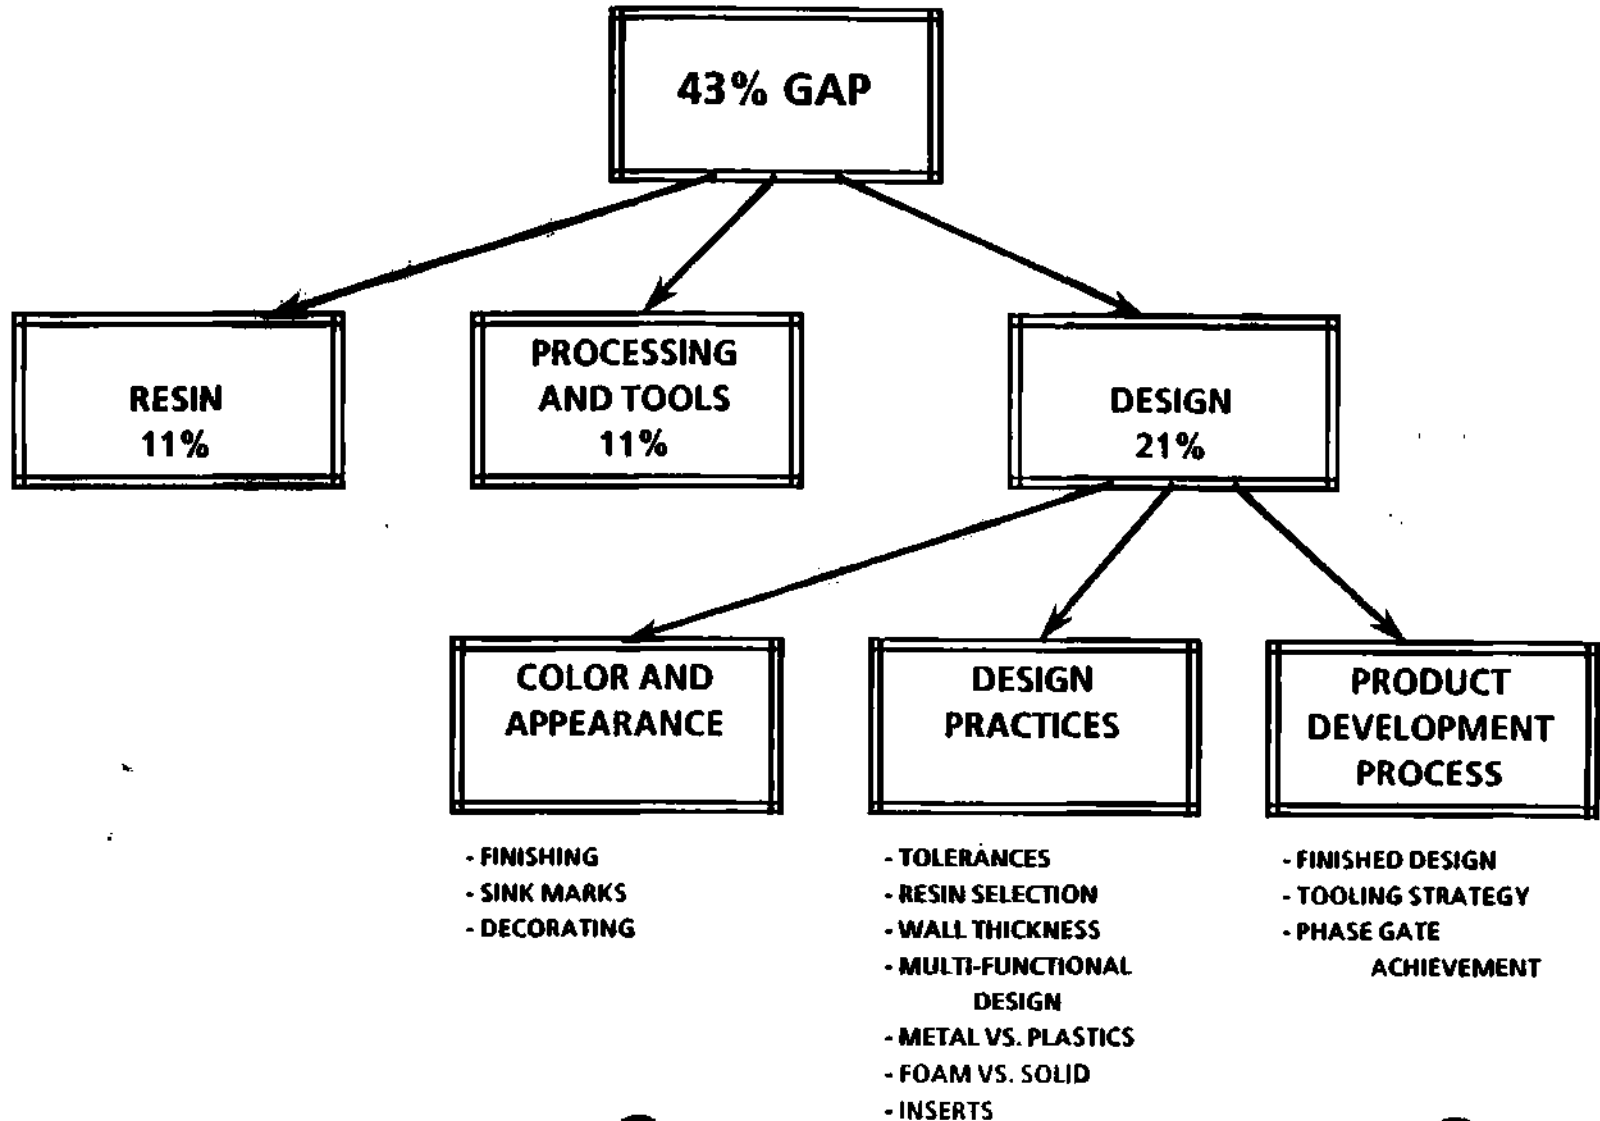 43% GAP
RESIN
11%
PROCESSING
AND TOOLS
11%
DESIGN
21%
COLOR AND
APPEARANCE
- FINISHING
- SINK MARKS
- DECORATING
DESIGN
PRACTICES
- TOLERANCES
- RESIN SELECTION
- WALL THICKNESS
- MULTI-FUNCTIONAL
DESIGN
- METAL VS. PLASTICS
- FOAM VS. SOLID
- INSERTS
PRODUCT
DEVELOPMENT
PROCESS
- FINISHED DESIGN
- TOOLING STRATEGY
- PHASE GATE
ACHIEVEMENT